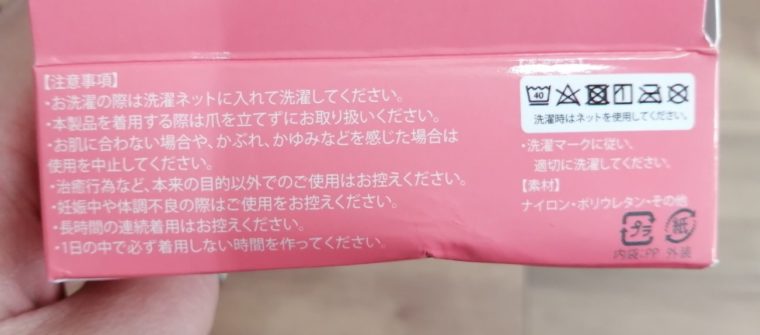 【注意事項】
・お洗濯の際は洗濯ネットに入れて洗濯してください。
・本製品を着用する際は爪を立てずにお取り扱いください。
・お肌に合わない場合や、かぶれ、かゆみなどを感じた場合は
使用を中止してください。
・治癒行為など、本来の目的以外でのご使用はお控えください。
・妊娠中や体調不良の際はご使用をお控えください。
・長時間の連続着用はお控えください。
・1日の中で必ず着用しない時間を作ってください。
40
洗濯時はネットを使用してください。
・洗濯マークに従い、
適切に洗濯してください。
【素材】
ナイロン・ポリウレタン・その他
プラ 紙
内袋:PP 外装